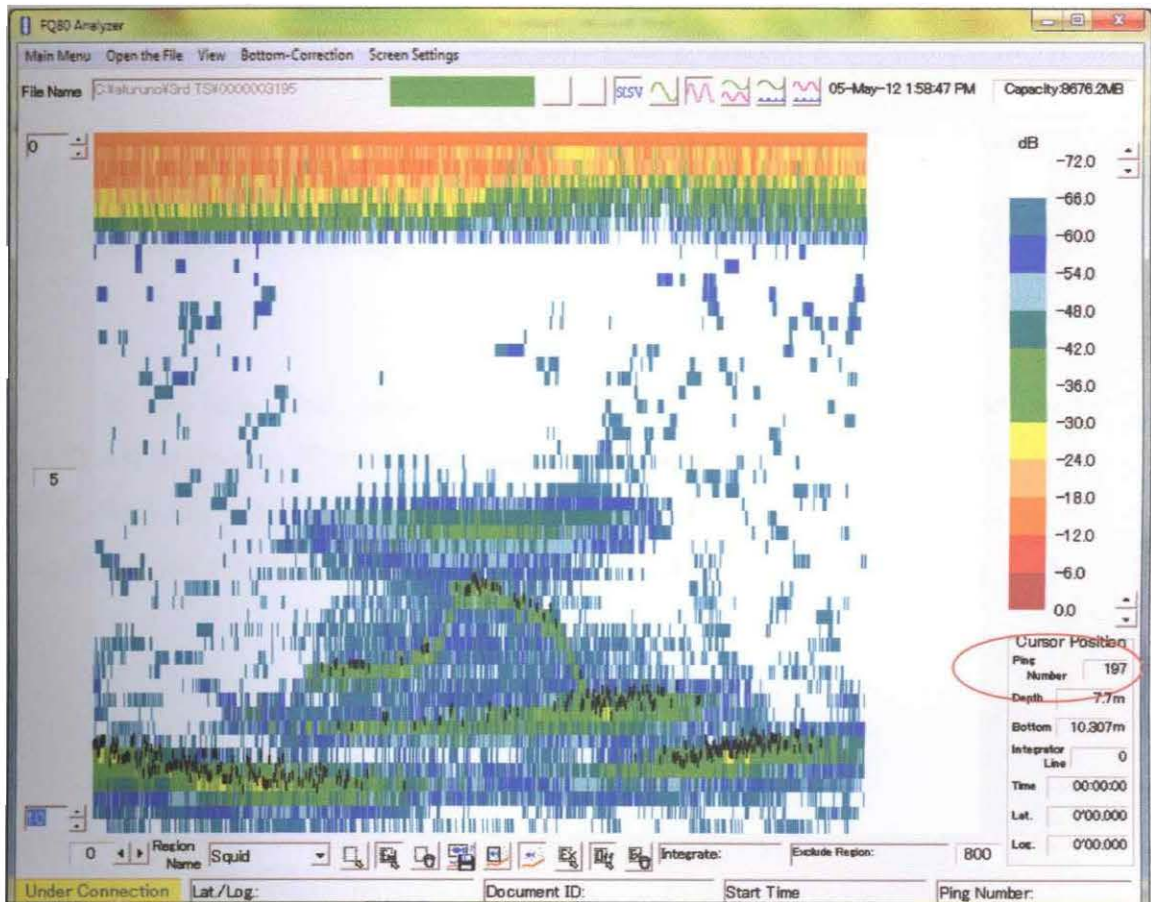 FQ80 Analyzer
Main Menu Open the File View Bottom-Correction Screen Settings
File Name
05-May-12 1:58:47 PM Capacity:8676.2MB
0
5
10
dB
-72.0
-66.0
-60.0
-54.0
-48.0
-42.0
-36.0
-30.0
-24.0
-18.0
-12.0
-6.0
0.0
Cursor Position
Ping Number 197
Depth 7.7m
Bottom 10.307m
Integrator Line 0
Time 00:00:00
Lat. 0°00.000
Log. 0°00.000
0 Region Name Squid Integrate: Exclude Region: 800
Under Connection Lat./Log.: Document ID: Start Time Ping Number: